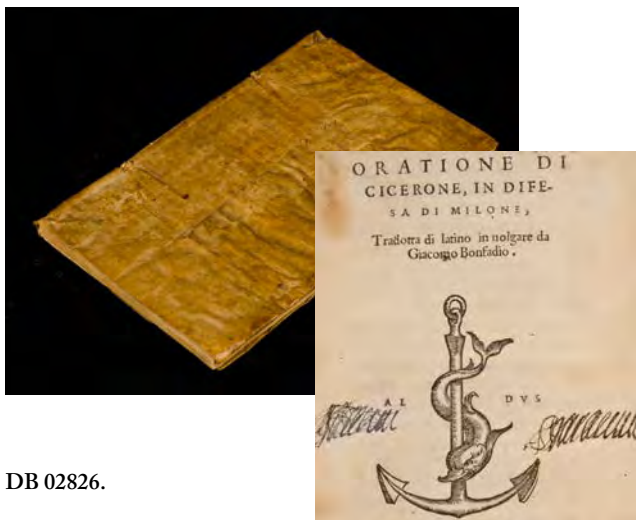 ORATIONE DI
CICERONE, IN DIFE-
SA DI MILONE,
Tradotta di latino in uolgare da
Giacomo Bonfadio.
AL DVS
DB 02826.